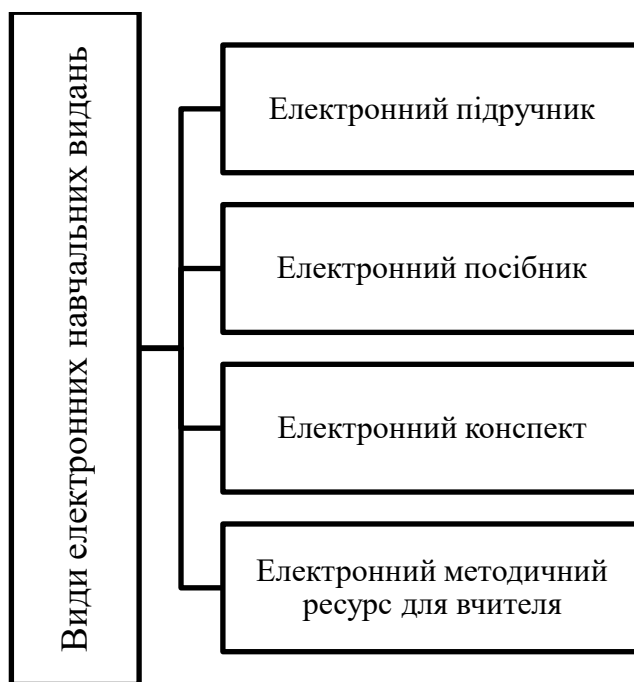 Види електронних навчальних видань
Електронний підручник
Електронний посібник
Електронний конспект
Електронний методичний
ресурс для вчителя